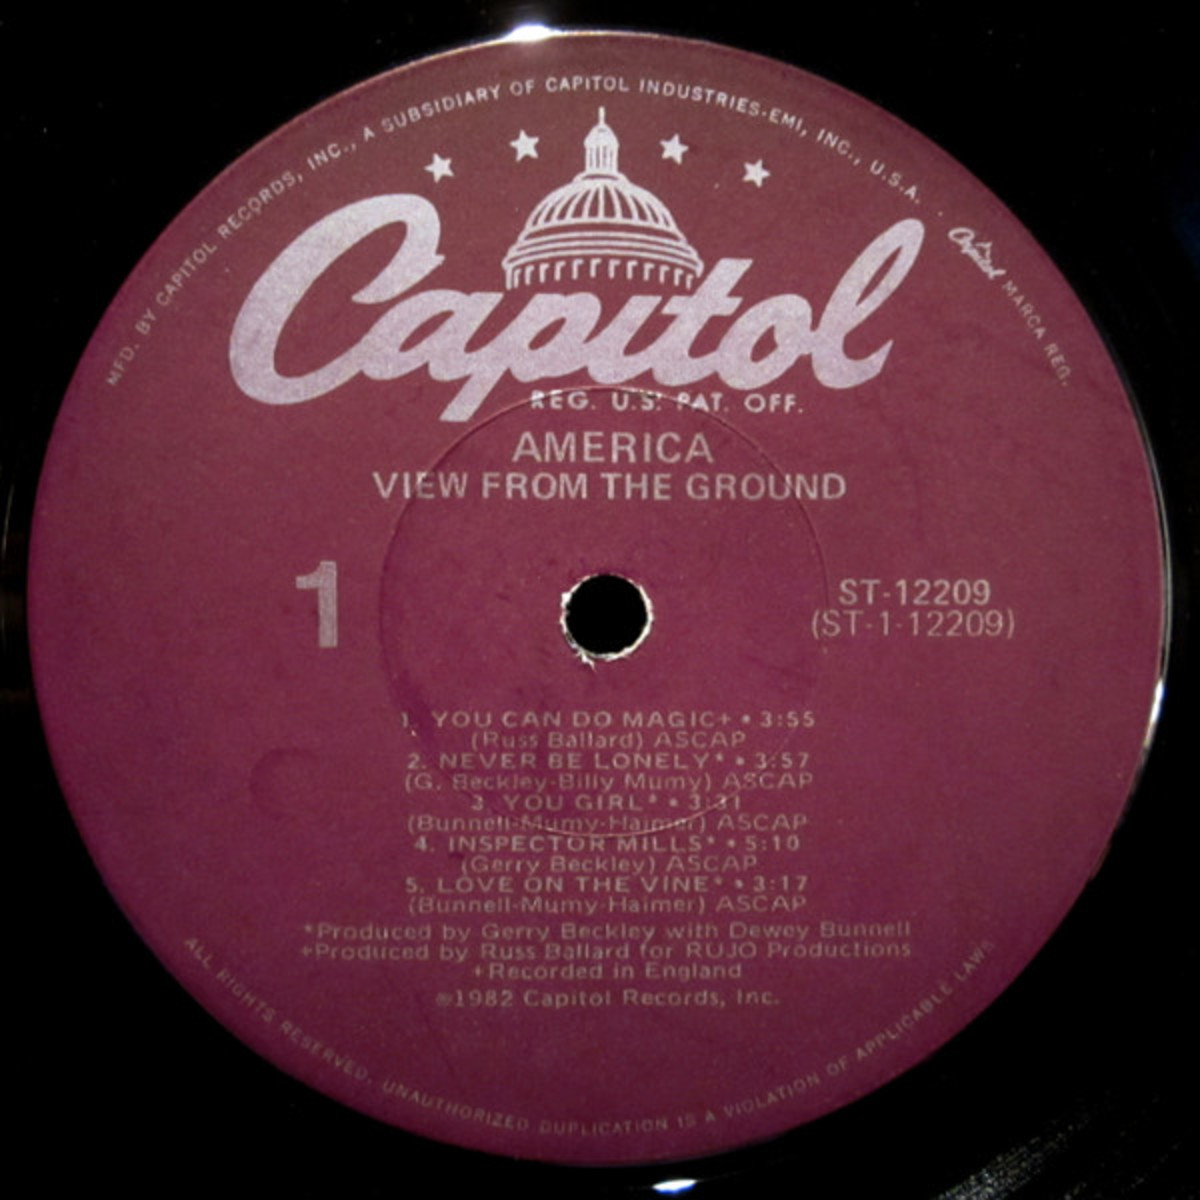 MFD. BY CAPITOL RECORDS, INC., A SUBSIDIARY OF CAPITOL INDUSTRIES-EMI, INC., U.S.A. · Capitol MARCA REG.
Capitol
REG. U.S. PAT. OFF.
AMERICA
VIEW FROM THE GROUND
1
ST-12209
(ST-1-12209)
1. YOU CAN DO MAGIC+ • 3:55
(Russ Ballard) ASCAP
2. NEVER BE LONELY* • 3:57
(G. Beckley-Billy Mumy) ASCAP
3. YOU GIRL* • 3:31
(Bunnell-Mumy-Haimer) ASCAP
4. INSPECTOR MILLS* • 5:10
(Gerry Beckley) ASCAP
5. LOVE ON THE VINE* • 3:17
(Bunnell-Mumy-Haimer) ASCAP
*Produced by Gerry Beckley with Dewey Bunnell
+Produced by Russ Ballard for RUJO Productions
+Recorded in England
℗1982 Capitol Records, Inc.
ALL RIGHTS RESERVED. UNAUTHORIZED DUPLICATION IS A VIOLATION OF APPLICABLE LAWS